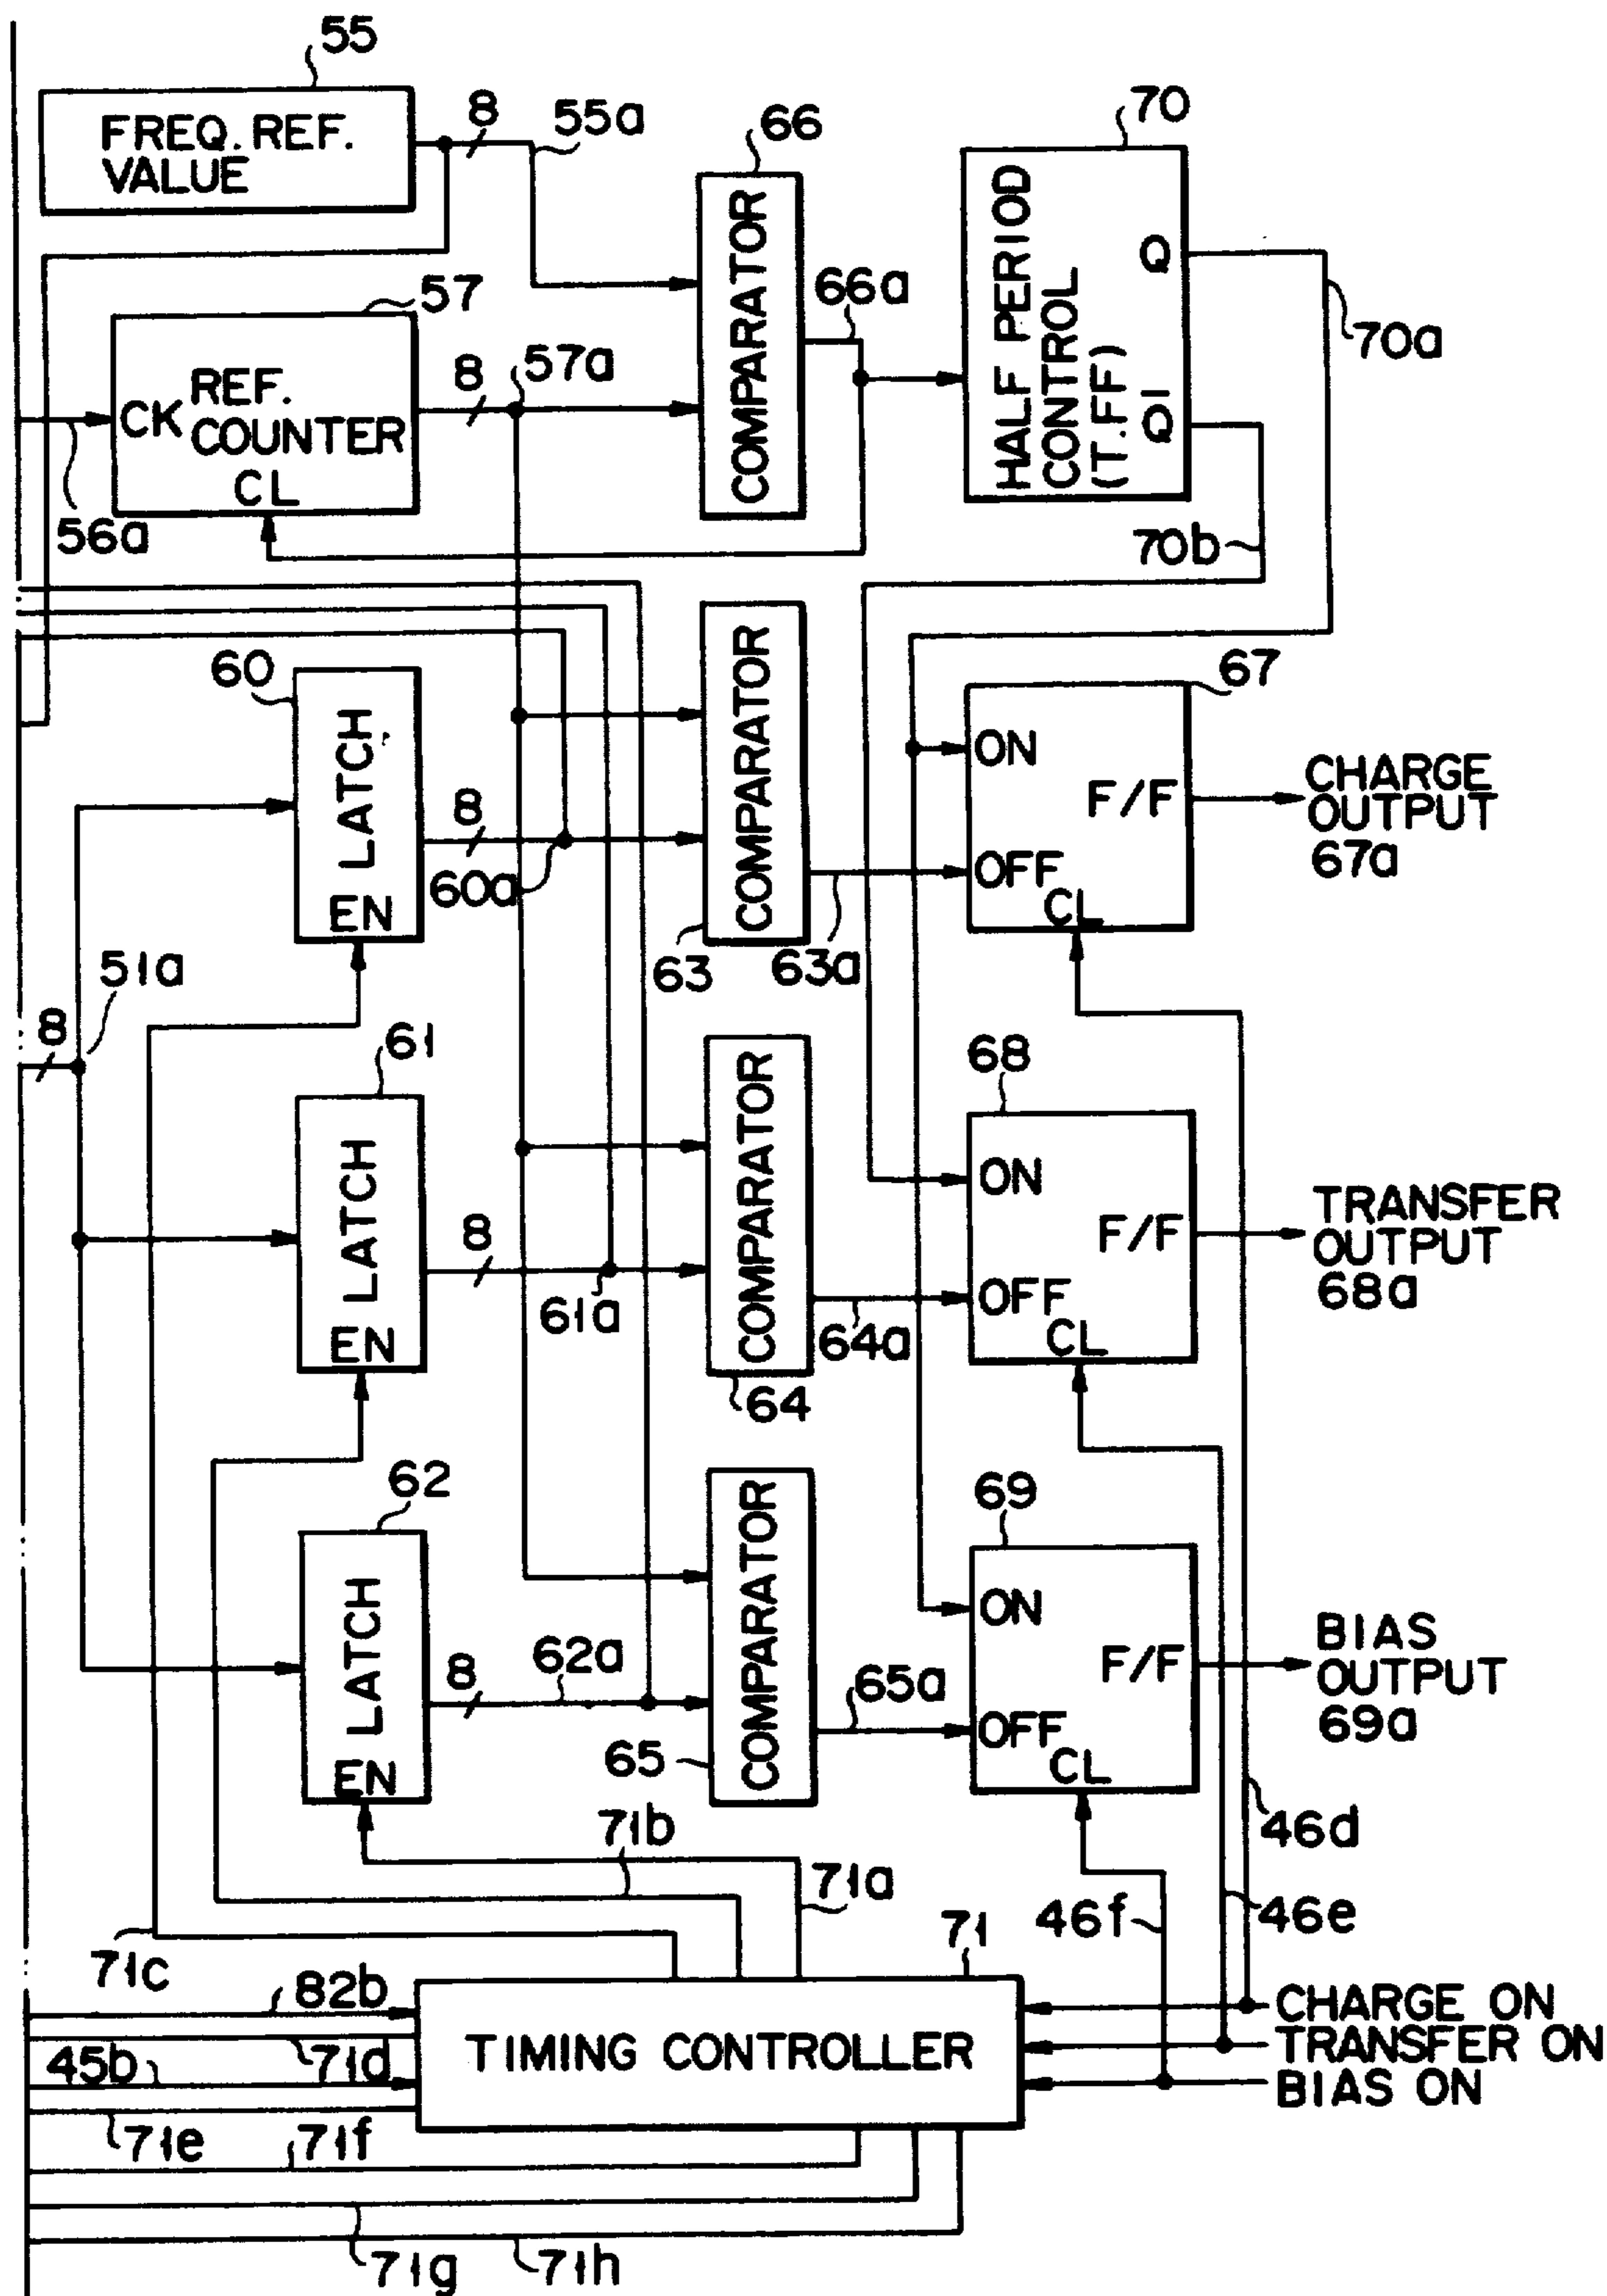 55
FREQ. REF.
VALUE
8
55a
66
COMPARATOR
66a
70
HALF PERIOD
CONTROL
(T.FF)
Q
Q̄
70a
70b
57
CK
REF.
COUNTER
CL
8
57a
56a
60
LATCH
EN
8
60a
COMPARATOR
63
63a
67
ON
F/F
OFF
CL
CHARGE
OUTPUT
67a
51a
8
61
LATCH
EN
8
61a
COMPARATOR
64
64a
68
ON
F/F
OFF
CL
TRANSFER
OUTPUT
68a
62
LATCH
EN
8
62a
COMPARATOR
65
65a
69
ON
F/F
OFF
CL
BIAS
OUTPUT
69a
46d
46e
46f
71b
71a
71c
71
82b
71d
45b
71e
71f
71g
71h
TIMING CONTROLLER
CHARGE ON
TRANSFER ON
BIAS ON